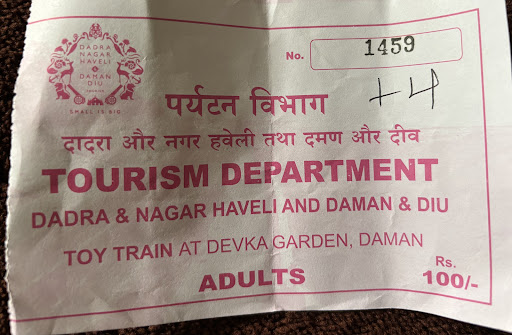 DADRA
NAGAR
HAVELI
&
DAMAN
DIU
SMALL IS BIG
No. 1459
+4
पर्यटन विभाग
दादरा और नगर हवेली तथा दमण और दीव
TOURISM DEPARTMENT
DADRA & NAGAR HAVELI AND DAMAN & DIU
TOY TRAIN AT DEVKA GARDEN, DAMAN
ADULTS
Rs.
100/-